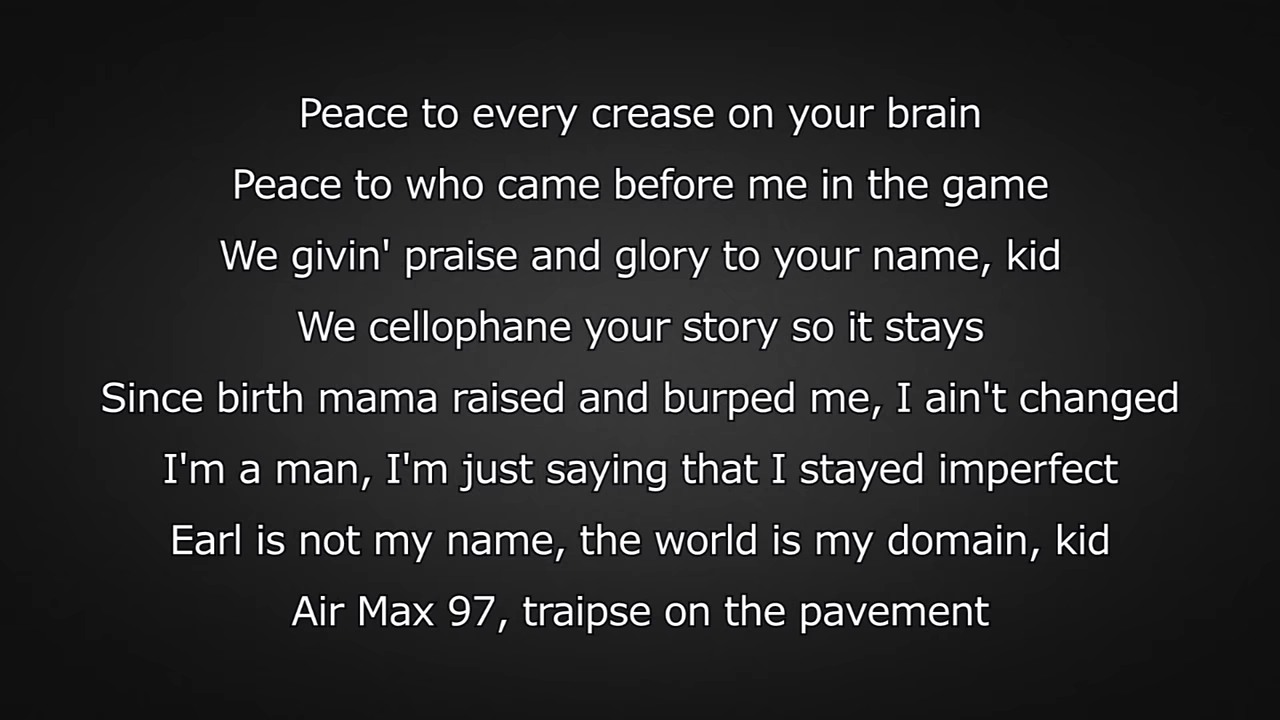 Peace to every crease on your brain
Peace to who came before me in the game
We givin' praise and glory to your name, kid
We cellophane your story so it stays
Since birth mama raised and burped me, I ain't changed
I'm a man, I'm just saying that I stayed imperfect
Earl is not my name, the world is my domain, kid
Air Max 97, traipse on the pavement